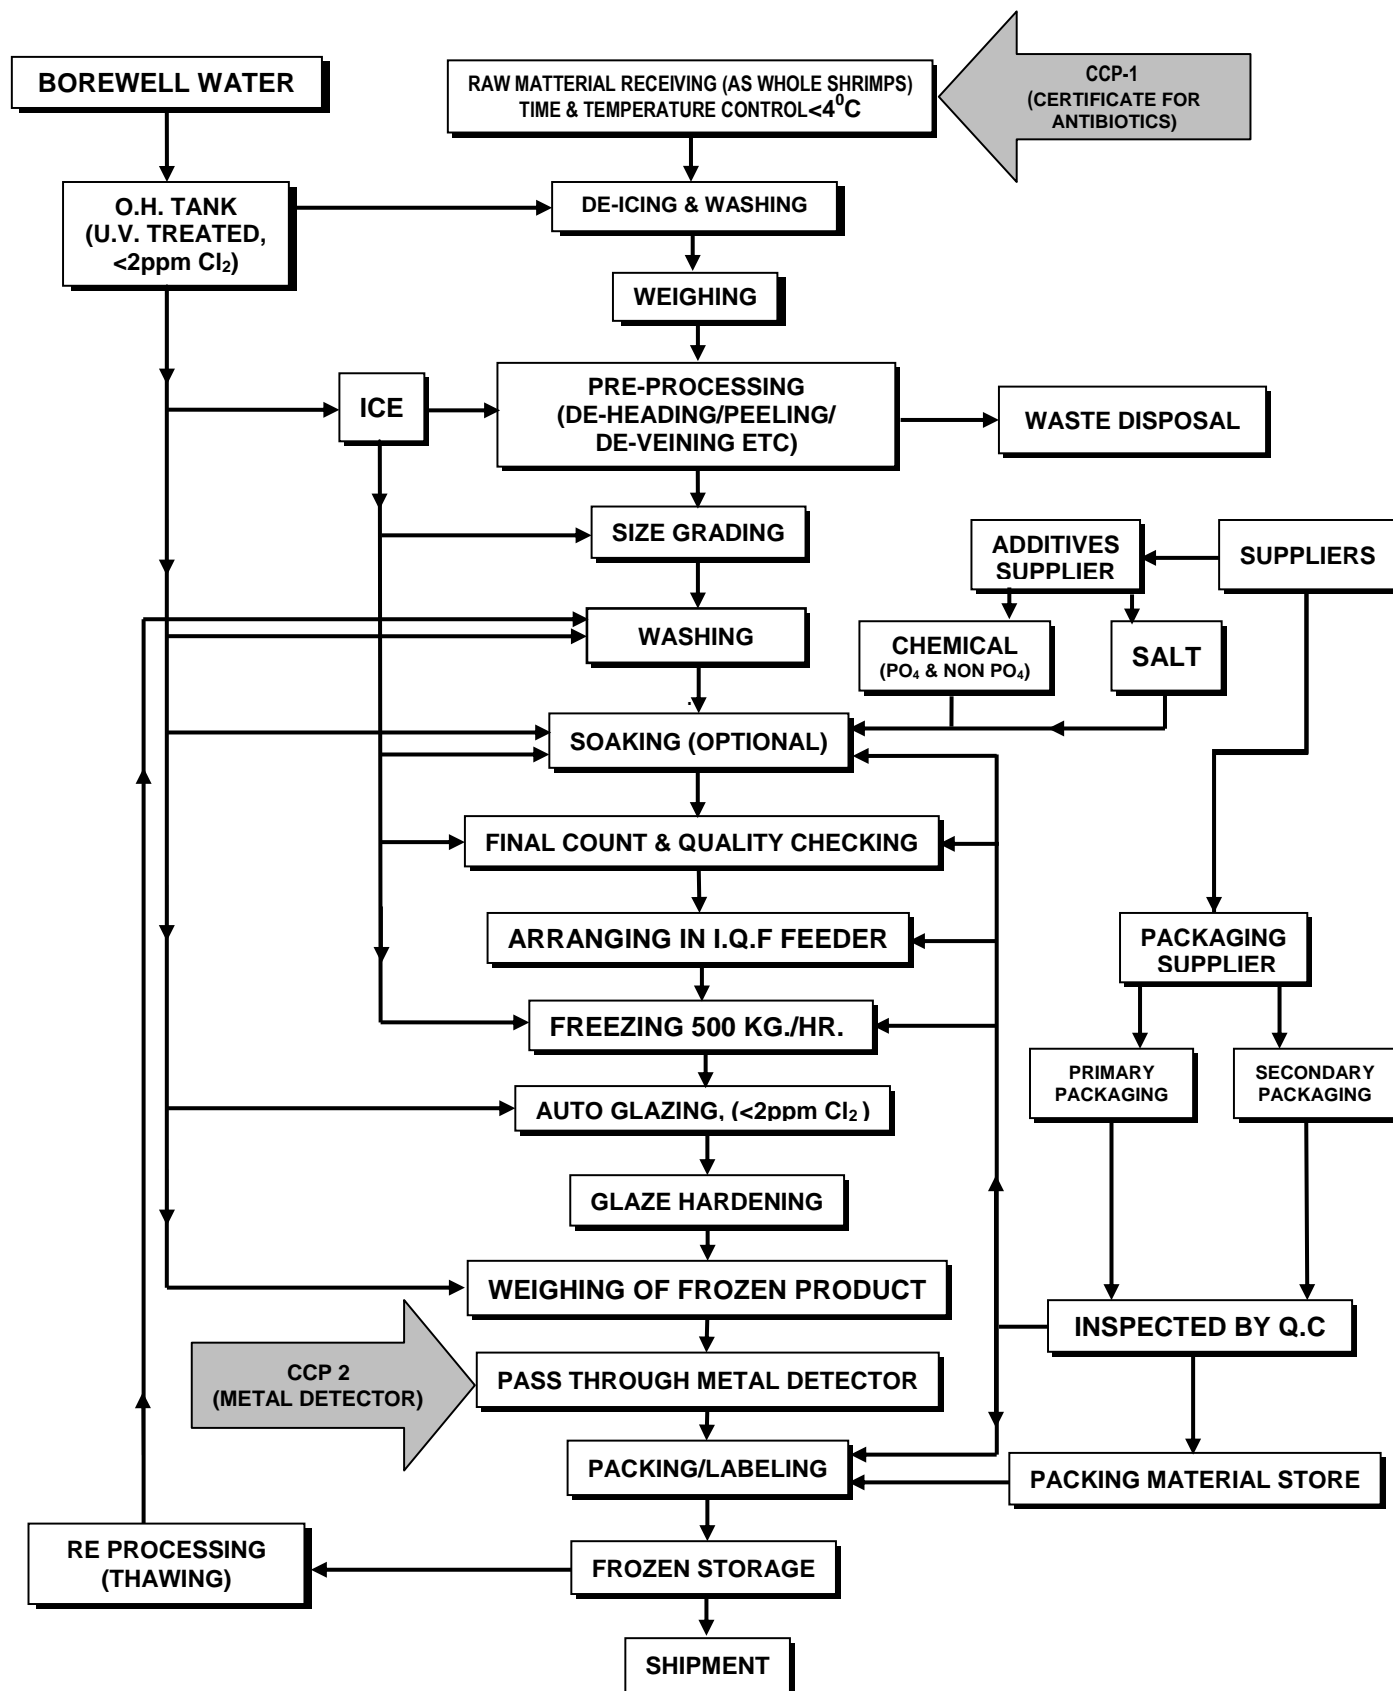 BOREWELL WATER
RAW MATTERIAL RECEIVING (AS WHOLE SHRIMPS)
TIME & TEMPERATURE CONTROL<4⁰C
CCP-1
(CERTIFICATE FOR
ANTIBIOTICS)
O.H. TANK
(U.V. TREATED,
<2ppm Cl₂)
DE-ICING & WASHING
WEIGHING
ICE
PRE-PROCESSING
(DE-HEADING/PEELING/
DE-VEINING ETC)
WASTE DISPOSAL
SIZE GRADING
ADDITIVES
SUPPLIER
SUPPLIERS
WASHING
CHEMICAL
(PO₄ & NON PO₄)
SALT
SOAKING (OPTIONAL)
FINAL COUNT & QUALITY CHECKING
ARRANGING IN I.Q.F FEEDER
PACKAGING
SUPPLIER
FREEZING 500 KG./HR.
PRIMARY
PACKAGING
SECONDARY
PACKAGING
AUTO GLAZING, (<2ppm Cl₂ )
GLAZE HARDENING
WEIGHING OF FROZEN PRODUCT
INSPECTED BY Q.C
CCP 2
(METAL DETECTOR)
PASS THROUGH METAL DETECTOR
PACKING/LABELING
PACKING MATERIAL STORE
RE PROCESSING
(THAWING)
FROZEN STORAGE
SHIPMENT